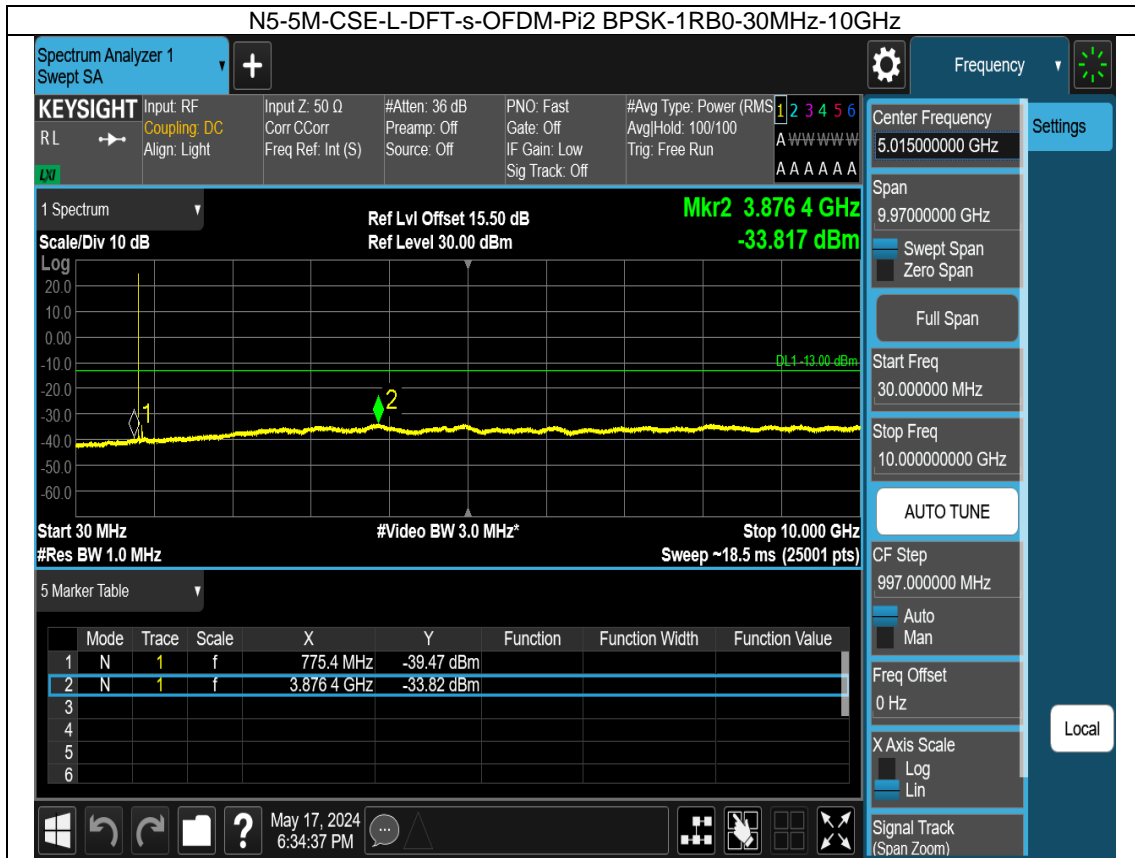 N5-5M-CSE-L-DFT-s-OFDM-Pi2 BPSK-1RB0-30MHz-10GHz
Spectrum Analyzer 1
Swept SA
+
Frequency
KEYSIGHT
RL
LXI
Input: RF
Coupling: DC
Align: Light
Input Z: 50 Ω
Corr CCorr
Freq Ref: Int (S)
#Atten: 36 dB
Preamp: Off
Source: Off
PNO: Fast
Gate: Off
IF Gain: Low
Sig Track: Off
#Avg Type: Power (RMS
Avg|Hold: 100/100
Trig: Free Run
1 2 3 4 5 6
A W W W W W
A A A A A A
1 Spectrum
Scale/Div 10 dB
Ref Lvl Offset 15.50 dB
Ref Level 30.00 dBm
Mkr2 3.876 4 GHz
-33.817 dBm
Log
20.0
10.0
0.00
-10.0
-20.0
-30.0
-40.0
-50.0
-60.0
DL1 -13.00 dBm
1
2
Start 30 MHz
#Res BW 1.0 MHz
#Video BW 3.0 MHz*
Stop 10.000 GHz
Sweep ~18.5 ms (25001 pts)
5 Marker Table
Mode Trace Scale X Y Function Function Width Function Value
1 N 1 f 775.4 MHz -39.47 dBm
2 N 1 f 3.876 4 GHz -33.82 dBm
3
4
5
6
May 17, 2024
6:34:37 PM
?
Center Frequency
5.015000000 GHz
Span
9.97000000 GHz
Swept Span
Zero Span
Full Span
Start Freq
30.000000 MHz
Stop Freq
10.000000000 GHz
AUTO TUNE
CF Step
997.000000 MHz
Auto
Man
Freq Offset
0 Hz
X Axis Scale
Log
Lin
Signal Track
(Span Zoom)
Settings
Local